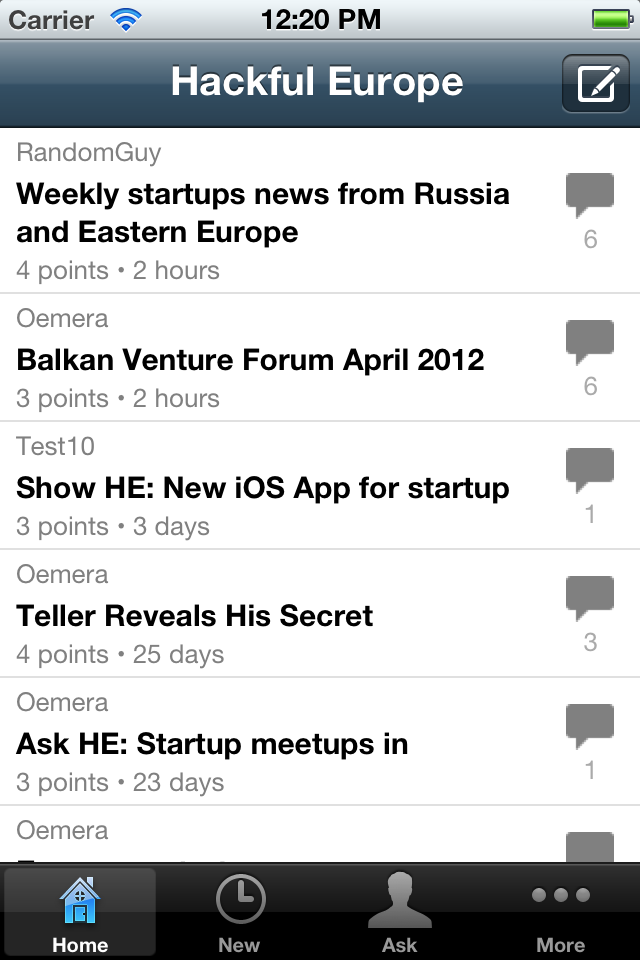 Carrier 12:20 PM
Hackful Europe
RandomGuy
Weekly startups news from Russia
and Eastern Europe
6
4 points • 2 hours
Oemera
Balkan Venture Forum April 2012
6
3 points • 2 hours
Test10
Show HE: New iOS App for startup
1
3 points • 3 days
Oemera
Teller Reveals His Secret
3
4 points • 25 days
Oemera
Ask HE: Startup meetups in
1
3 points • 23 days
Oemera
Home New Ask More